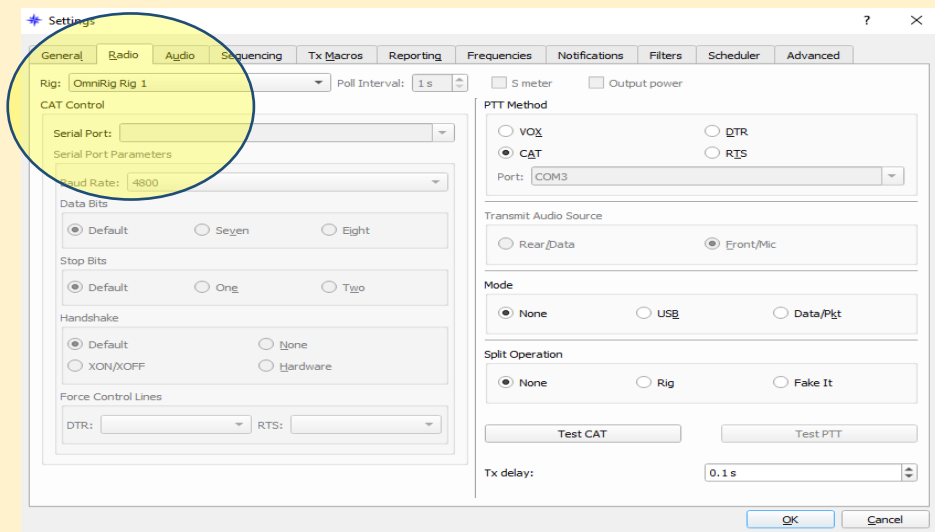 Settings ?
General Radio Audio Sequencing Tx Macros Reporting Frequencies Notifications Filters Scheduler Advanced
Rig: OmniRig Rig 1 Poll Interval: 1 s S meter Output power
CAT Control
Serial Port:
Serial Port Parameters
Baud Rate: 4800
Data Bits
Default Seven Eight
Stop Bits
Default One Two
Handshake
Default None
XON/XOFF Hardware
Force Control Lines
DTR: RTS:
PTT Method
VOX DTR
CAT RTS
Port: COM3
Transmit Audio Source
Rear/Data Front/Mic
Mode
None USB Data/Pkt
Split Operation
None Rig Fake It
Test CAT Test PTT
Tx delay: 0.1 s
OK Cancel